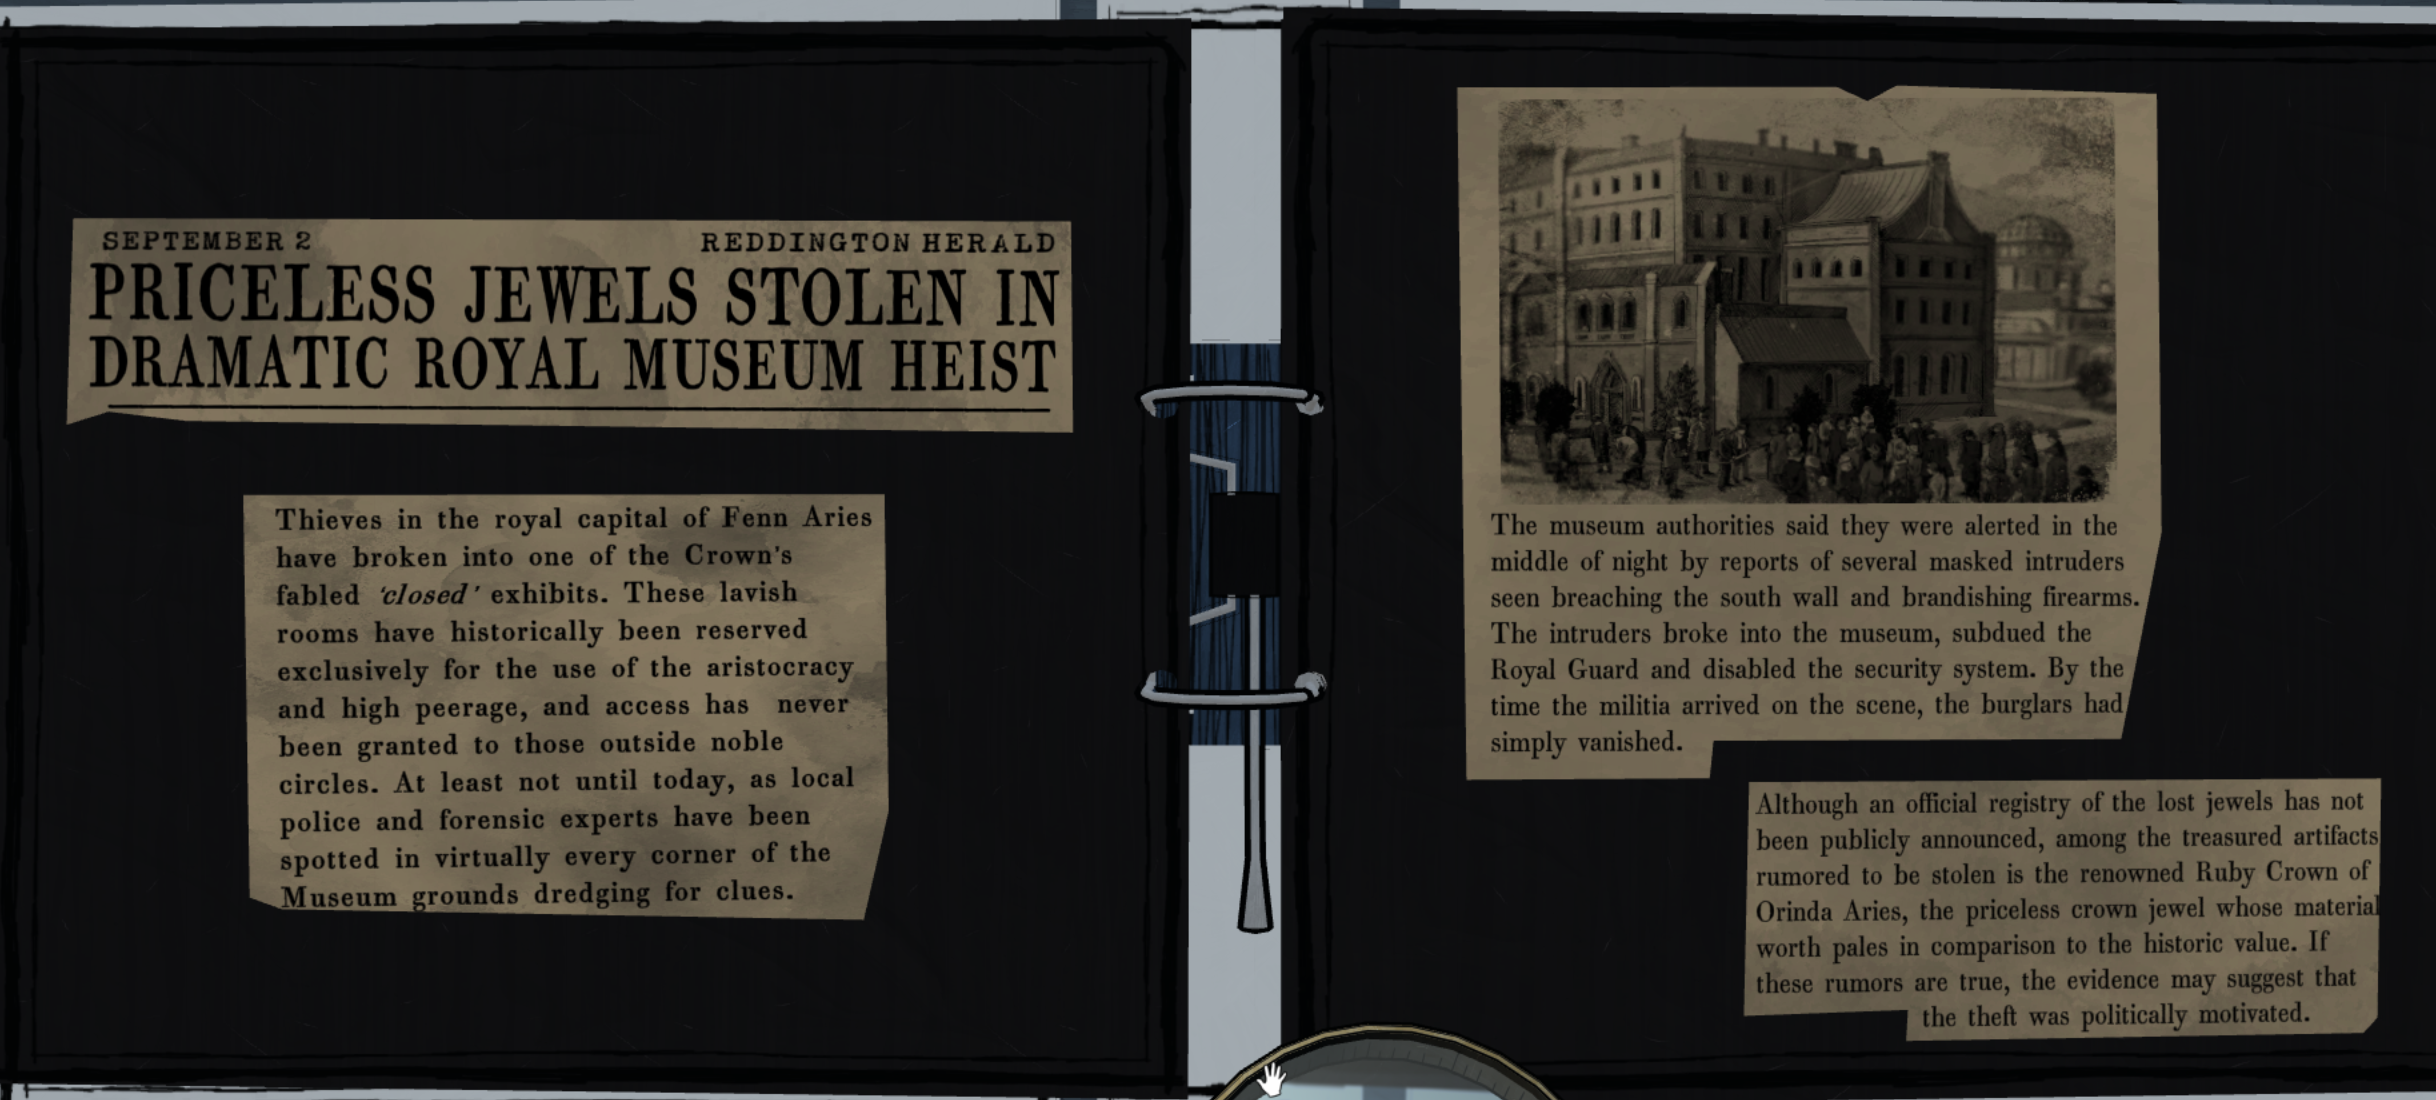 SEPTEMBER 2
REDDINGTON HERALD
PRICELESS JEWELS STOLEN IN
DRAMATIC ROYAL MUSEUM HEIST
Thieves in the royal capital of Fenn Aries
have broken into one of the Crown's
fabled 'closed' exhibits. These lavish
rooms have historically been reserved
exclusively for the use of the aristocracy
and high peerage, and access has never
been granted to those outside noble
circles. At least not until today, as local
police and forensic experts have been
spotted in virtually every corner of the
Museum grounds dredging for clues.
The museum authorities said they were alerted in the
middle of night by reports of several masked intruders
seen breaching the south wall and brandishing firearms.
The intruders broke into the museum, subdued the
Royal Guard and disabled the security system. By the
time the militia arrived on the scene, the burglars had
simply vanished.
Although an official registry of the lost jewels has not
been publicly announced, among the treasured artifacts
rumored to be stolen is the renowned Ruby Crown of
Orinda Aries, the priceless crown jewel whose material
worth pales in comparison to the historic value. If
these rumors are true, the evidence may suggest that
the theft was politically motivated.